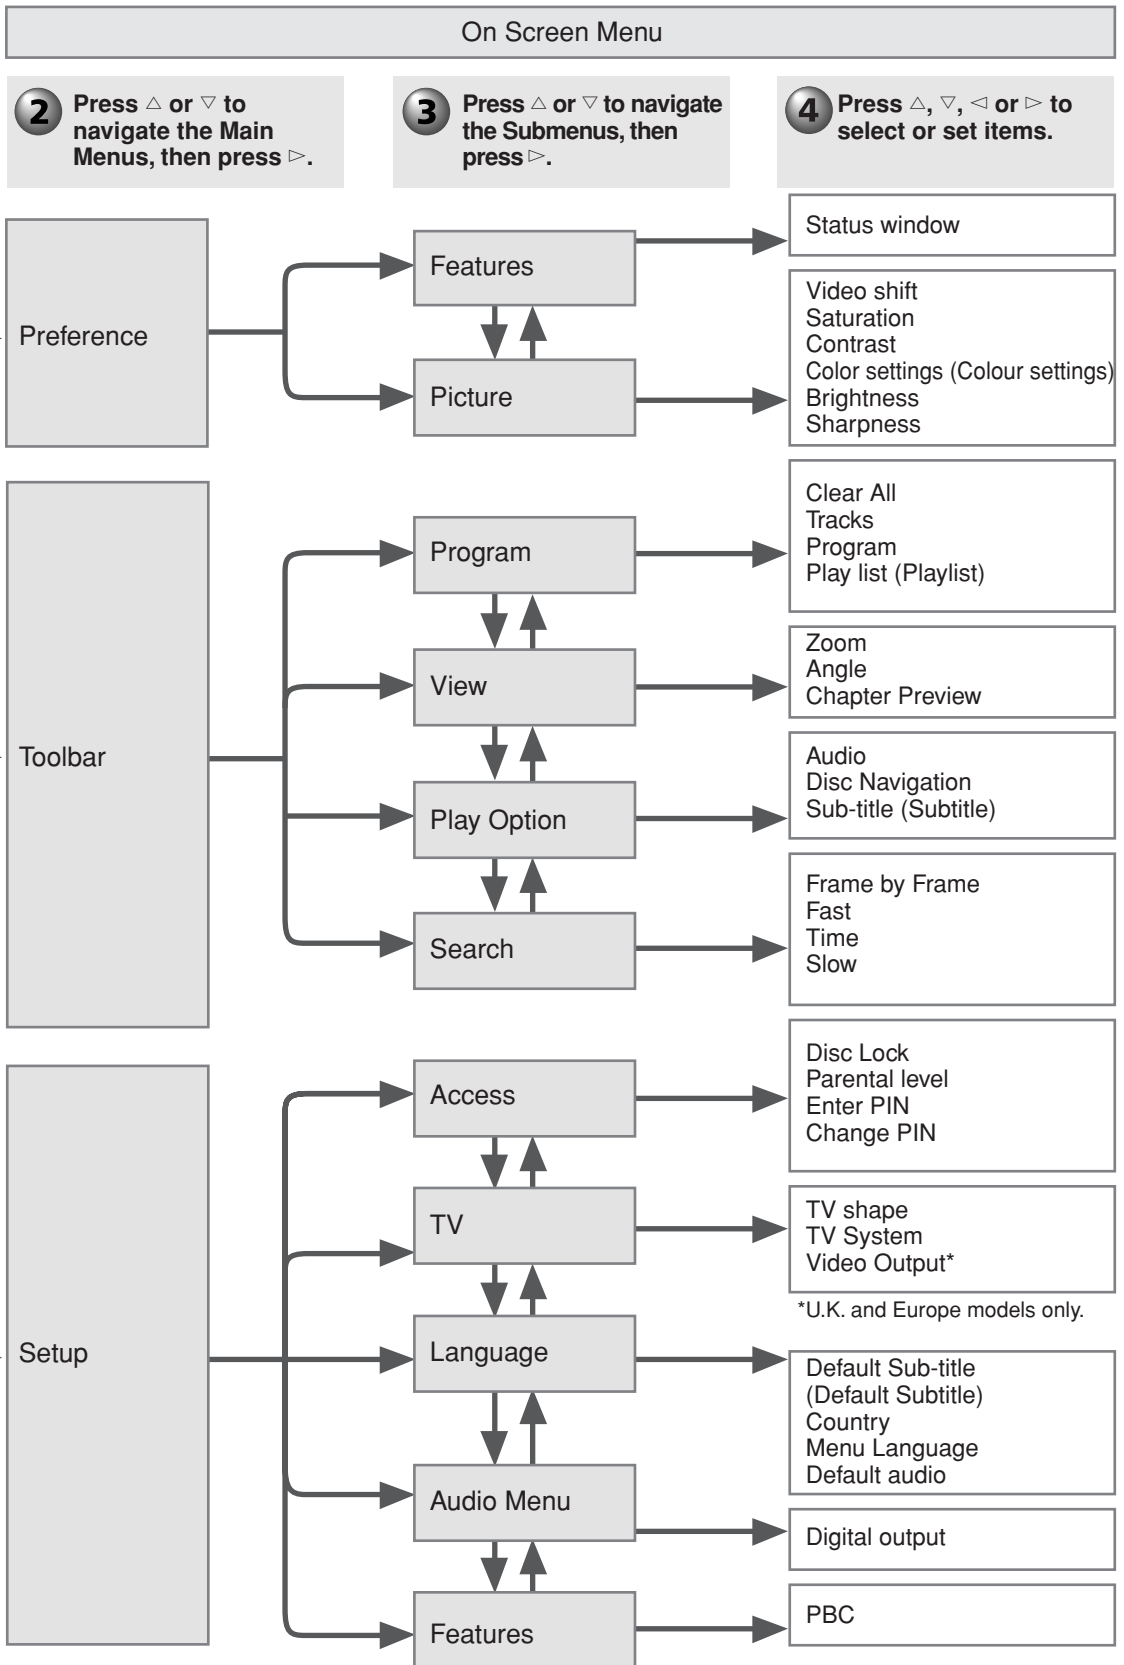 On Screen Menu
2 Press △ or ▽ to
navigate the Main
Menus, then press ▷.
3 Press △ or ▽ to navigate
the Submenus, then
press ▷.
4 Press △, ▽, ◁ or ▷ to
select or set items.
Preference
Features
Status window
Picture
Video shift
Saturation
Contrast
Color settings (Colour settings)
Brightness
Sharpness
Toolbar
Program
Clear All
Tracks
Program
Play list (Playlist)
View
Zoom
Angle
Chapter Preview
Play Option
Audio
Disc Navigation
Sub-title (Subtitle)
Search
Frame by Frame
Fast
Time
Slow
Setup
Access
Disc Lock
Parental level
Enter PIN
Change PIN
TV
TV shape
TV System
Video Output*
*U.K. and Europe models only.
Language
Default Sub-title
(Default Subtitle)
Country
Menu Language
Default audio
Audio Menu
Digital output
Features
PBC